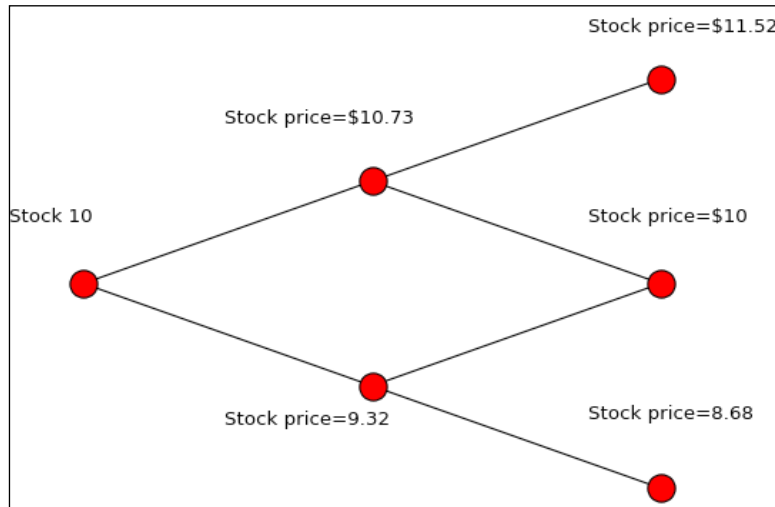 Stock price=$11.52
Stock price=$10.73
Stock 10
Stock price=$10
Stock price=9.32
Stock price=8.68